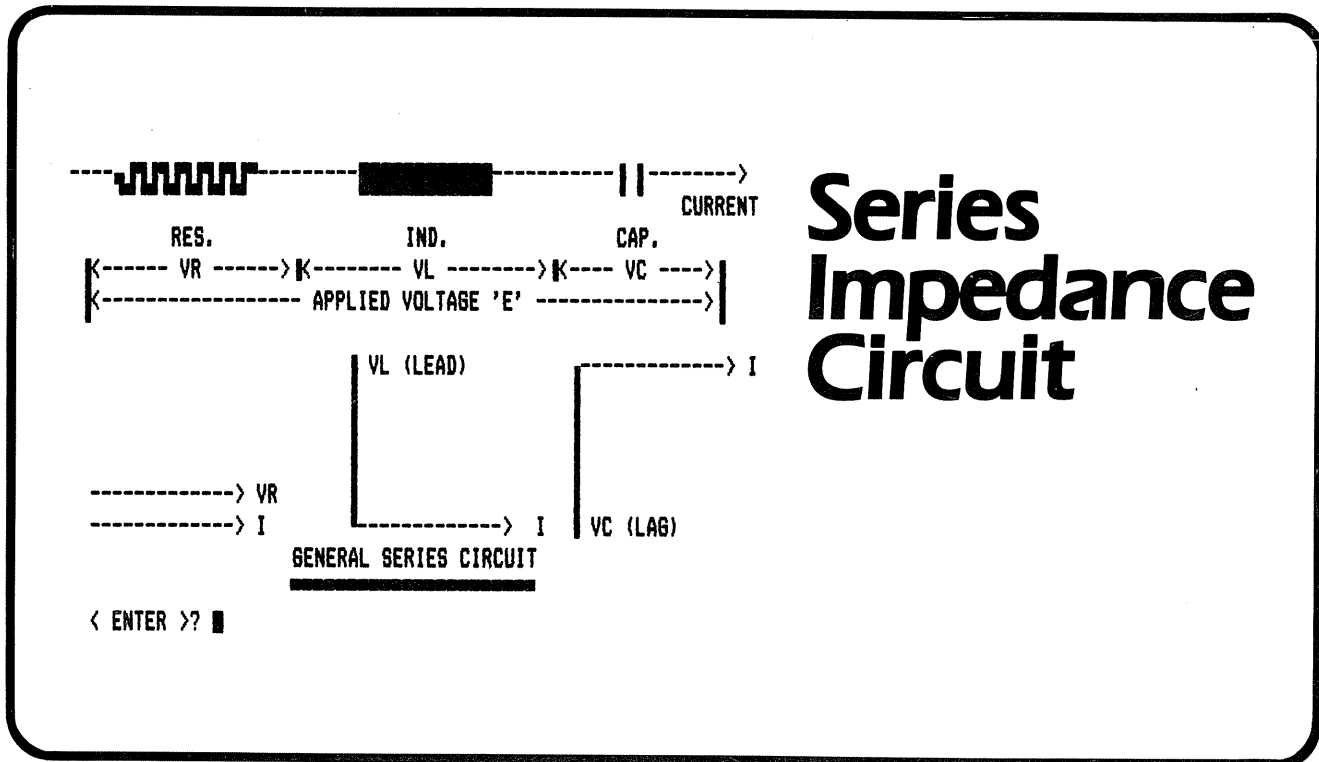 Series
Impedance
Circuit
CURRENT
RES. IND. CAP.
VR VL VC
APPLIED VOLTAGE 'E'
VL (LEAD) I
VR
I I VC (LAG)
GENERAL SERIES CIRCUIT
< ENTER >?